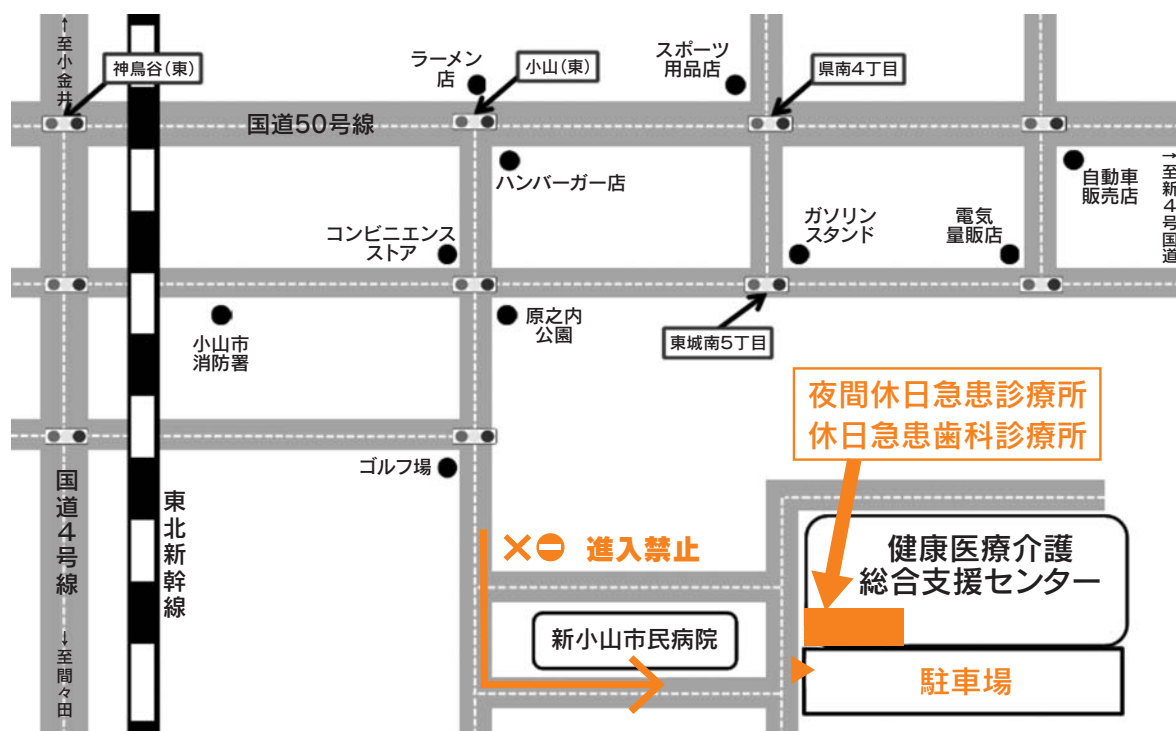 ↑至小金井
神鳥谷(東)
ラーメン
店
小山(東)
スポーツ
用品店
県南4丁目
国道50号線
ハンバーガー店
自動車
販売店
→至新4号国道
コンビニエンス
ストア
ガソリン
スタンド
電気
量販店
小山市
消防署
原之内
公園
東城南5丁目
夜間休日急患診療所
休日急患歯科診療所
ゴルフ場
国道4号線
東北新幹線
進入禁止
健康医療介護
総合支援センター
新小山市民病院
駐車場
↓至間々田